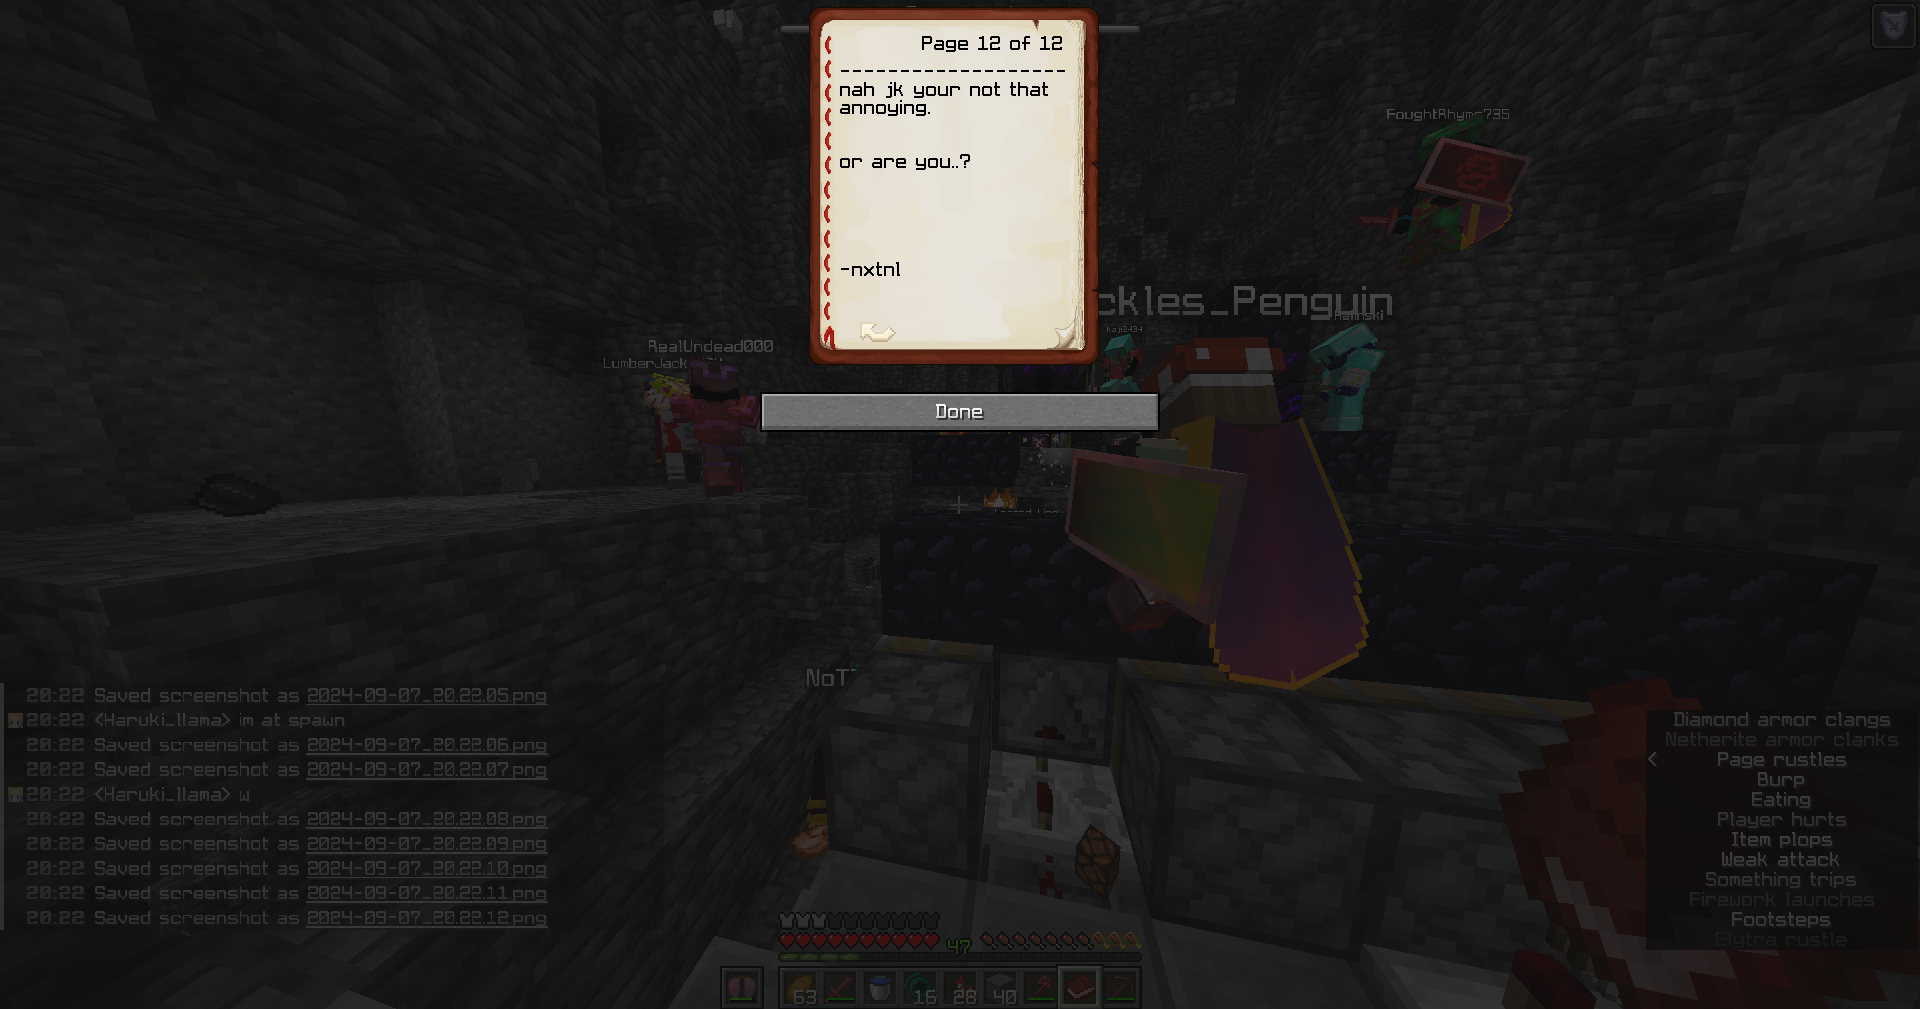 Page 12 of 12
--------------------
nah jk your not that
annoying.
or are you..?
-nxtnl
Done
FoughtRhyme735
ckles_Penguin
RealUndead000
LumberJack
NoT
20:22 Saved screenshot as 2024-09-07_20.22.05.png
20:22 <Haruki_llama> im at spawn
20:22 Saved screenshot as 2024-09-07_20.22.06.png
20:22 Saved screenshot as 2024-09-07_20.22.07.png
20:22 <Haruki_llama> w
20:22 Saved screenshot as 2024-09-07_20.22.08.png
20:22 Saved screenshot as 2024-09-07_20.22.09.png
20:22 Saved screenshot as 2024-09-07_20.22.10.png
20:22 Saved screenshot as 2024-09-07_20.22.11.png
20:22 Saved screenshot as 2024-09-07_20.22.12.png
Diamond armor clangs
Netherite armor clanks
< Page rustles
Burp
Eating
Player hurts
Item plops
Weak attack
Something trips
Firework launches
Footsteps
Elytra rustle
47
63 16 28 40